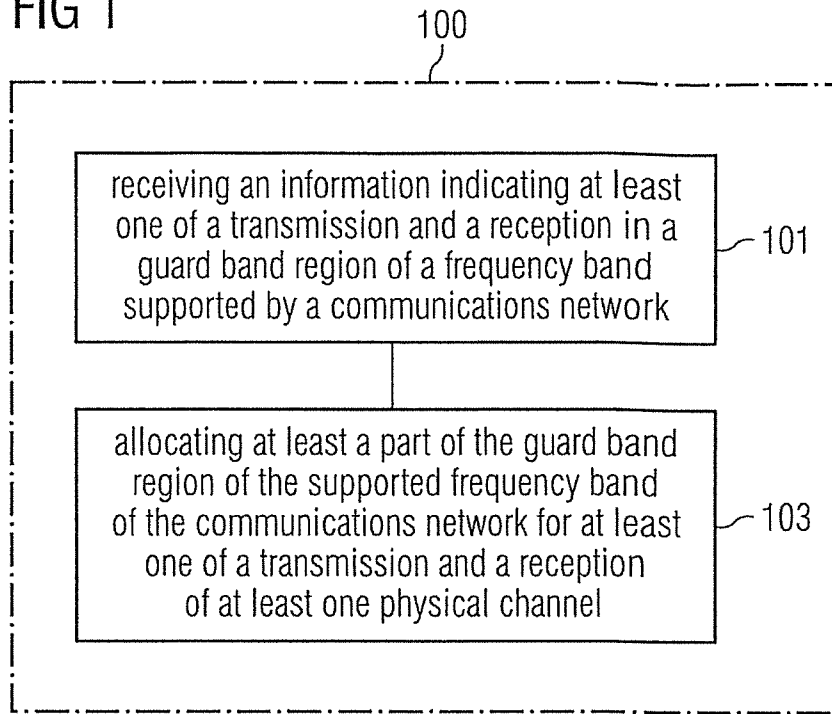 FIG 1
100
receiving an information indicating at least
one of a transmission and a reception in a
guard band region of a frequency band
supported by a communications network
101
allocating at least a part of the guard band
region of the supported frequency band
of the communications network for at least
one of a transmission and a reception
of at least one physical channel
103